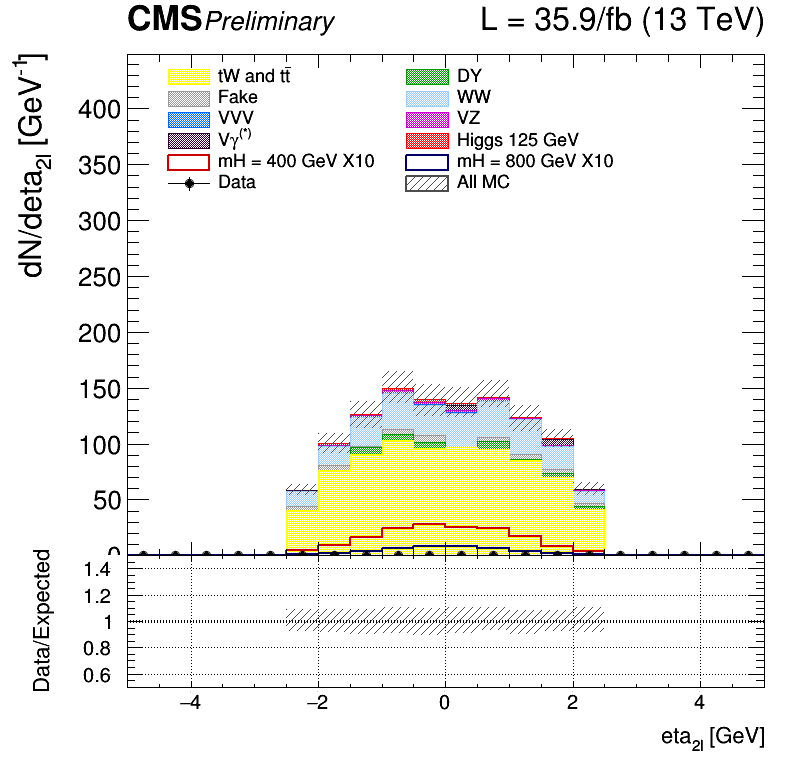 CMS Preliminary L = 35.9/fb (13 TeV)
dN/deta2l [GeV-1]
tW and tt̄ DY
Fake WW
VVV VZ
Vγ(*) Higgs 125 GeV
mH = 400 GeV X10 mH = 800 GeV X10
Data All MC
400
350
300
250
200
150
100
50
0
Data/Expected
1.4
1.2
1
0.8
0.6
−4 −2 0 2 4
eta2l [GeV]